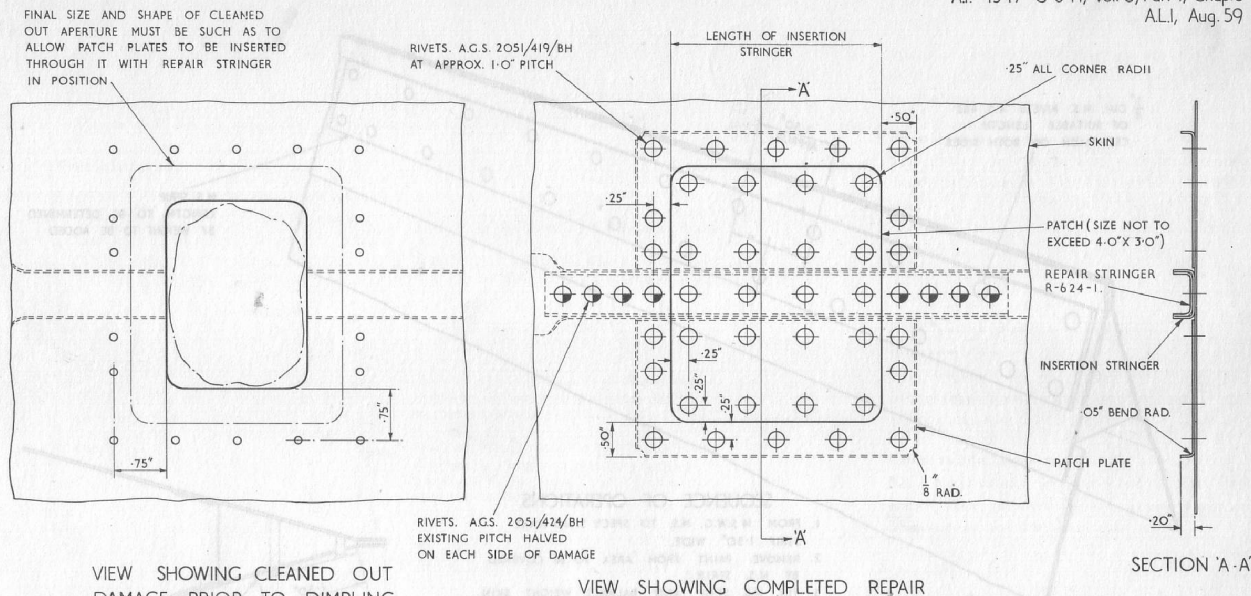 A.L.1, Aug. 59
FINAL SIZE AND SHAPE OF CLEANED
OUT APERTURE MUST BE SUCH AS TO
ALLOW PATCH PLATES TO BE INSERTED
THROUGH IT WITH REPAIR STRINGER
IN POSITION
.75"
.75"
VIEW SHOWING CLEANED OUT
DAMAGE PRIOR TO DIMPLING
RIVETS. A.G.S. 2051/419/BH
AT APPROX. 1·0" PITCH
LENGTH OF INSERTION
STRINGER
'A'
·25" ALL CORNER RADII
·50"
SKIN
·25"
PATCH (SIZE NOT TO
EXCEED 4·0" X 3·0")
REPAIR STRINGER
R-624-1.
INSERTION STRINGER
·25"
·25"
·25"
·50"
·05" BEND RAD.
PATCH PLATE
1/8" RAD.
·20"
RIVETS. A.G.S. 2051/424/BH
EXISTING PITCH HALVED
ON EACH SIDE OF DAMAGE
'A'
VIEW SHOWING COMPLETED REPAIR
SECTION 'A-A'